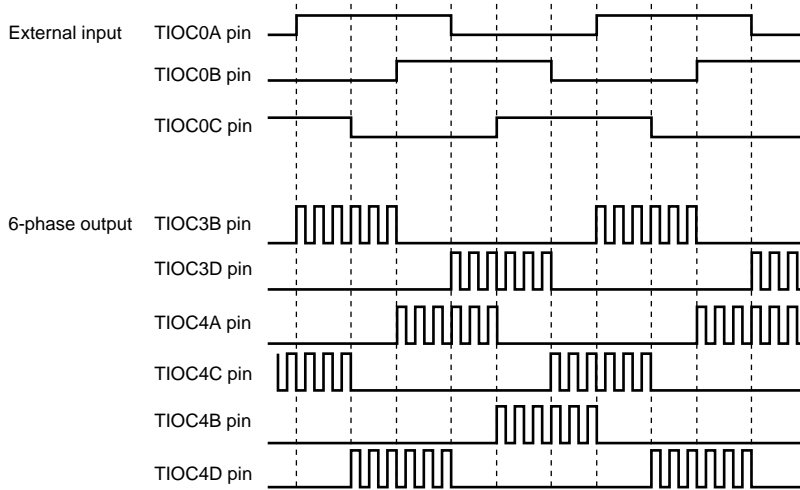 External input TIOC0A pin
TIOC0B pin
TIOC0C pin
6-phase output TIOC3B pin
TIOC3D pin
TIOC4A pin
TIOC4C pin
TIOC4B pin
TIOC4D pin